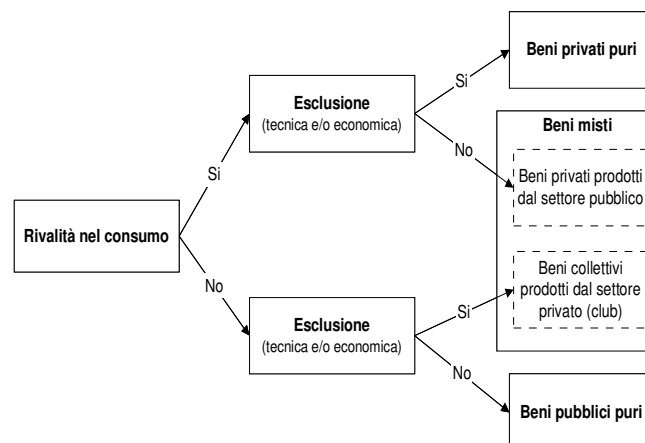 Beni privati puri
Si
Esclusione
(tecnica e/o economica)
Beni misti
No
Beni privati prodotti
dal settore pubblico
Si
Rivalità nel consumo
No
Beni collettivi
prodotti dal settore
privato (club)
Si
Esclusione
(tecnica e/o economica)
No
Beni pubblici puri